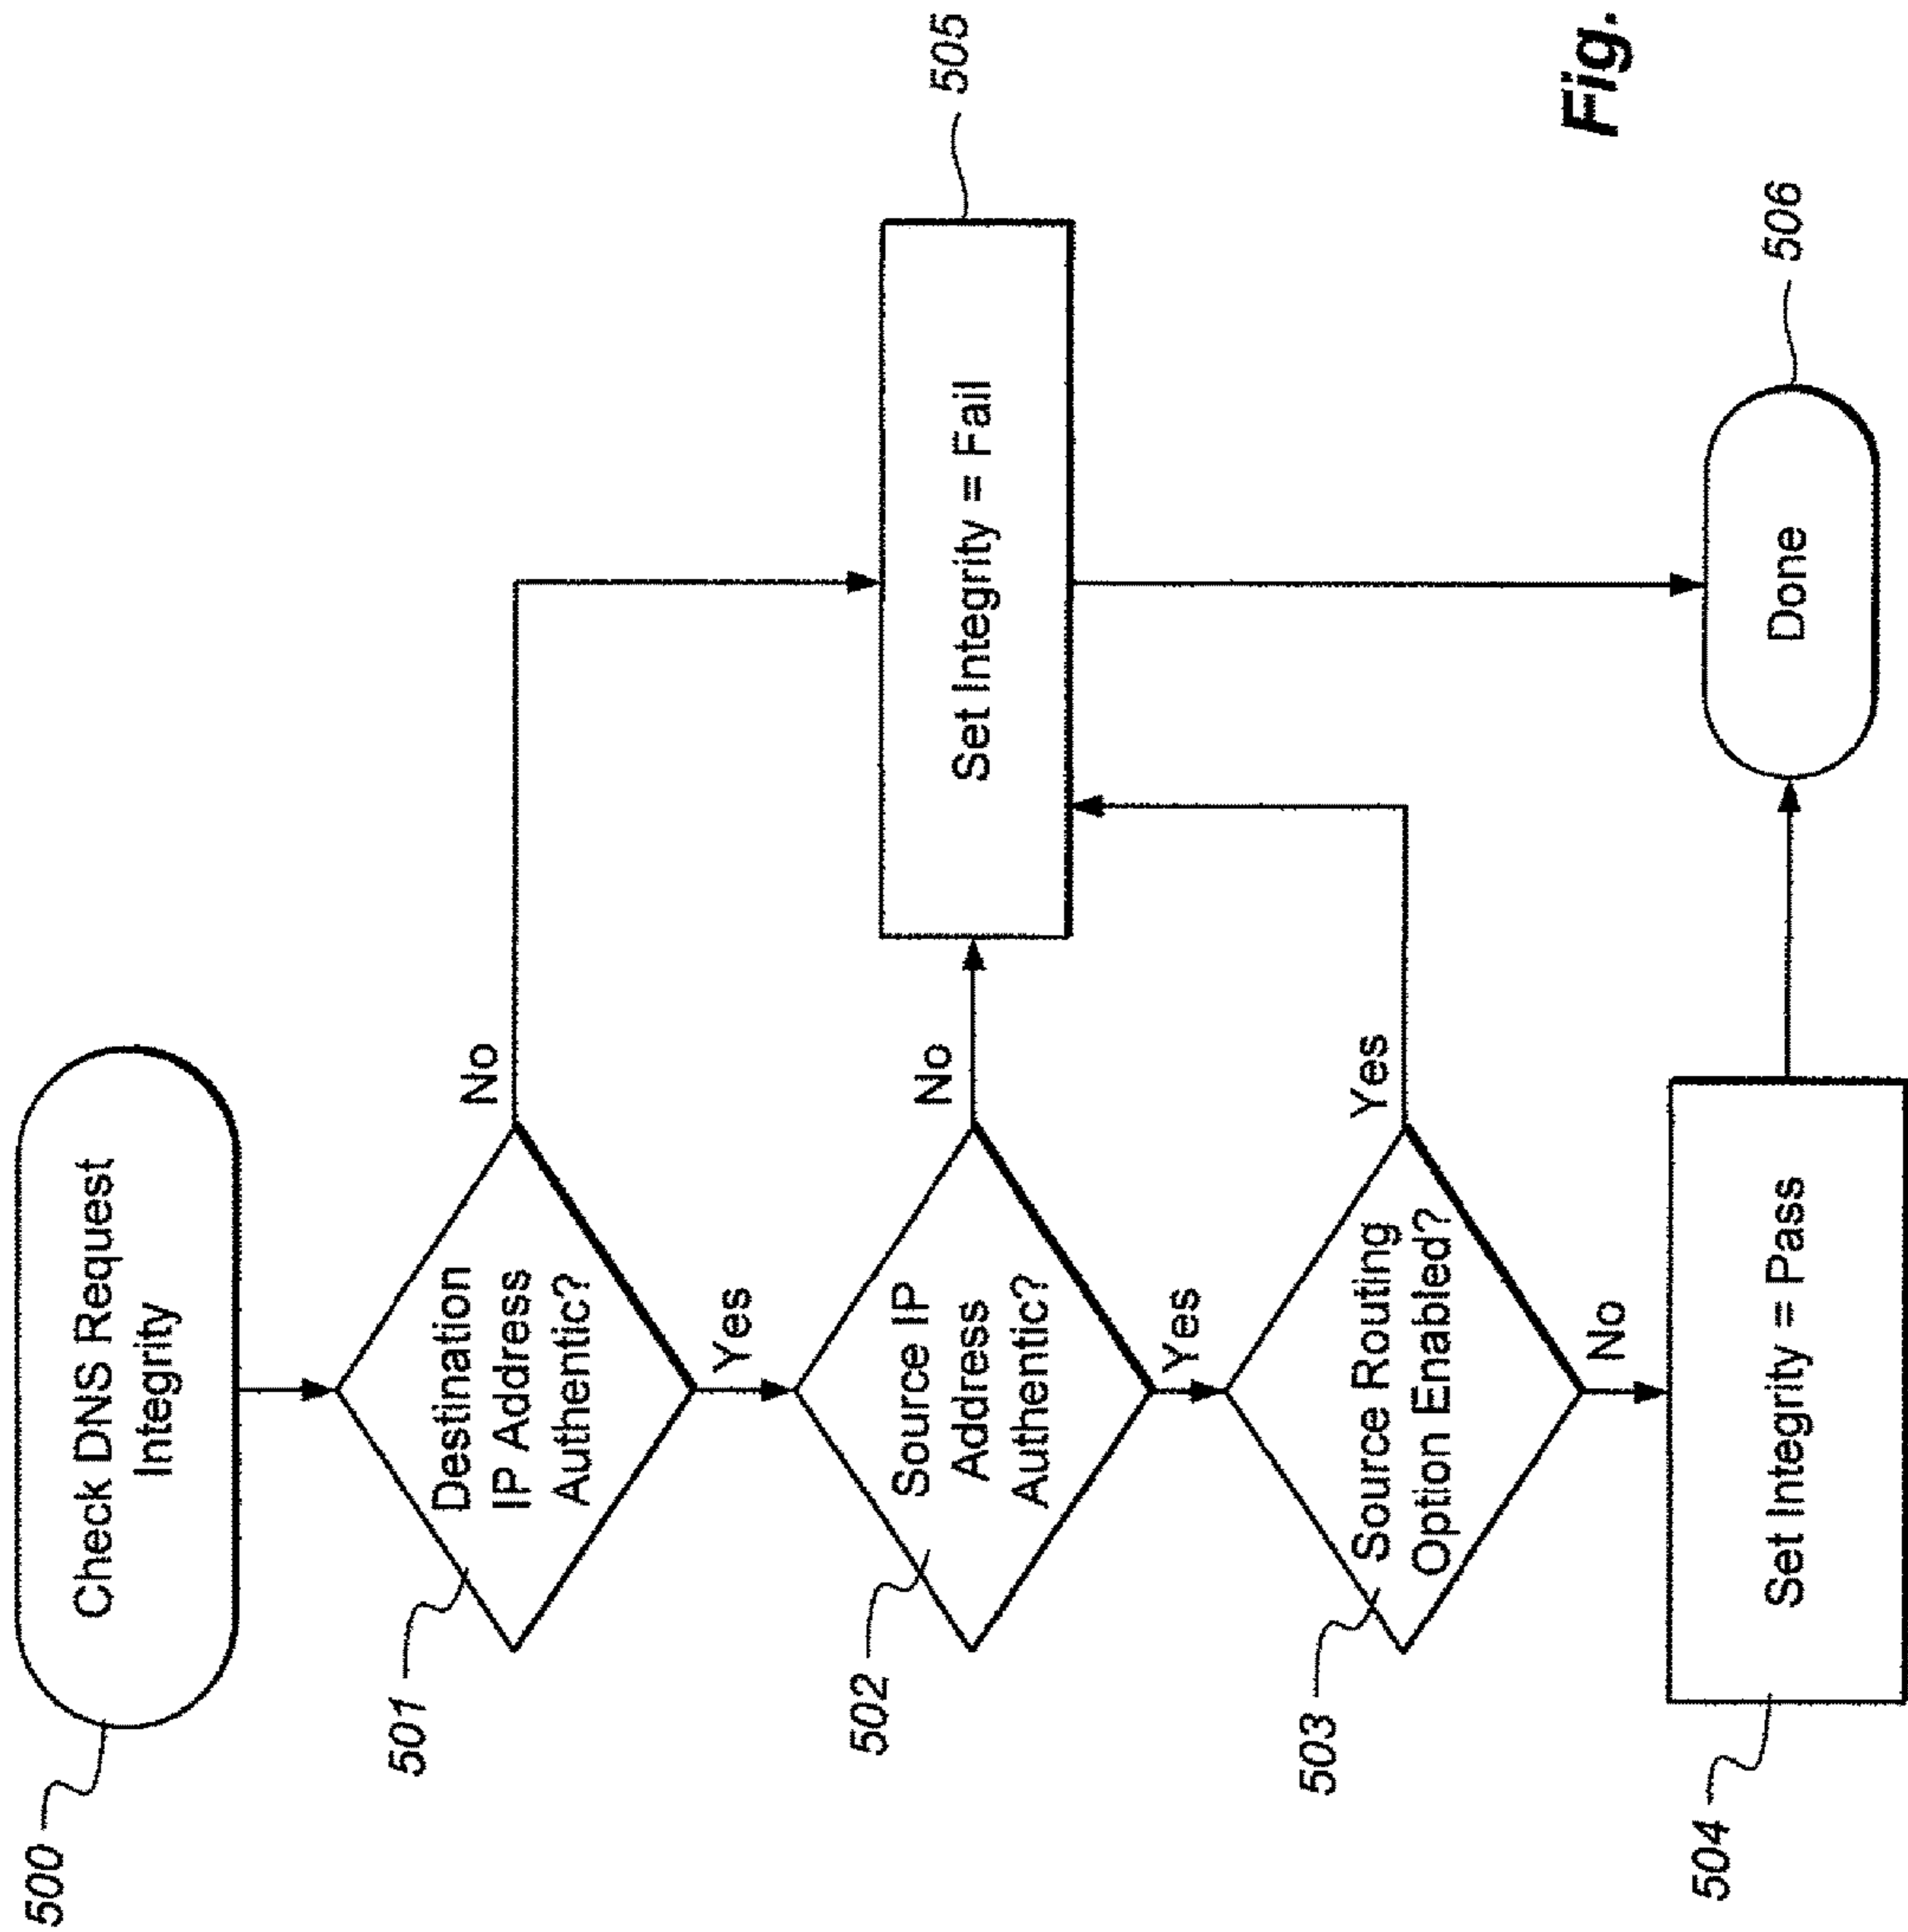 500
Check DNS Request
Integrity
501
Destination
IP Address
Authentic?
No
Yes
502
Source IP
Address
Authentic?
No
Yes
505
Set Integrity = Fail
503
Source Routing
Option Enabled?
Yes
No
504
Set Integrity = Pass
506
Done
Fig.